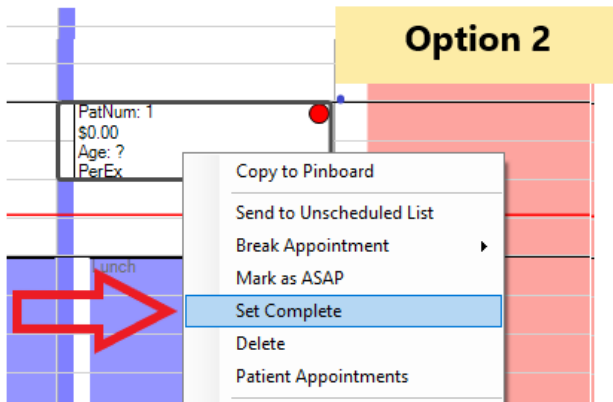 Option 2
PatNum: 1
$0.00
Age: ?
PerEx
Copy to Pinboard
Send to Unscheduled List
Break Appointment
Mark as ASAP
Lunch
Set Complete
Delete
Patient Appointments